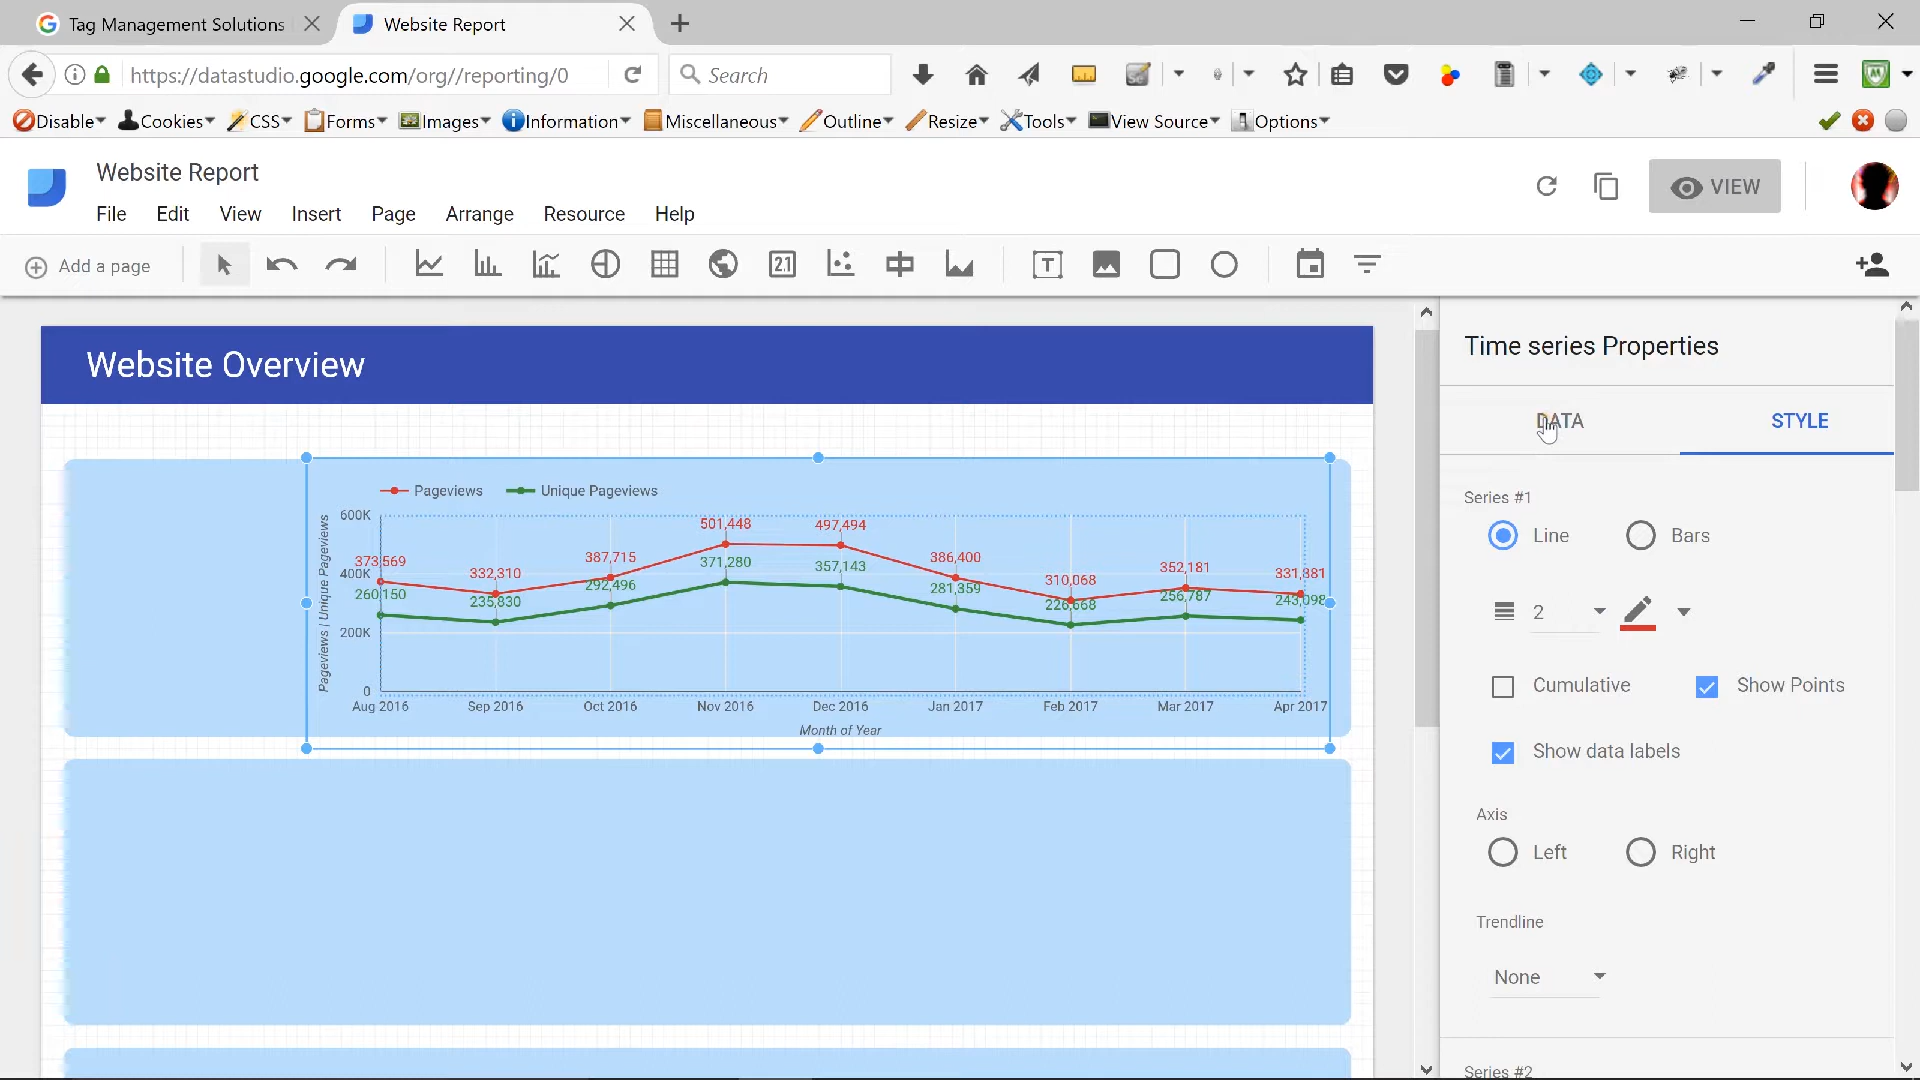 Tag Management Solutions
Website Report
https://datastudio.google.com/org//reporting/0
Search
Disable Cookies CSS Forms Images Information Miscellaneous Outline Resize Tools View Source Options
Website Report
File Edit View Insert Page Arrange Resource Help
VIEW
Add a page
21
T
Website Overview
Time series Properties
DATA
STYLE
Pageviews Unique Pageviews
Pageviews | Unique Pageviews
600K
400K
200K
0
373,569
332,310
387,715
501,448
497,494
386,400
310,068
352,181
331,881
260,150
235,830
292,496
371,280
357,143
281,359
226,668
256,787
243,098
Aug 2016 Sep 2016 Oct 2016 Nov 2016 Dec 2016 Jan 2017 Feb 2017 Mar 2017 Apr 2017
Month of Year
Series #1
Line Bars
2
Cumulative Show Points
Show data labels
Axis
Left Right
Trendline
None
Series #2